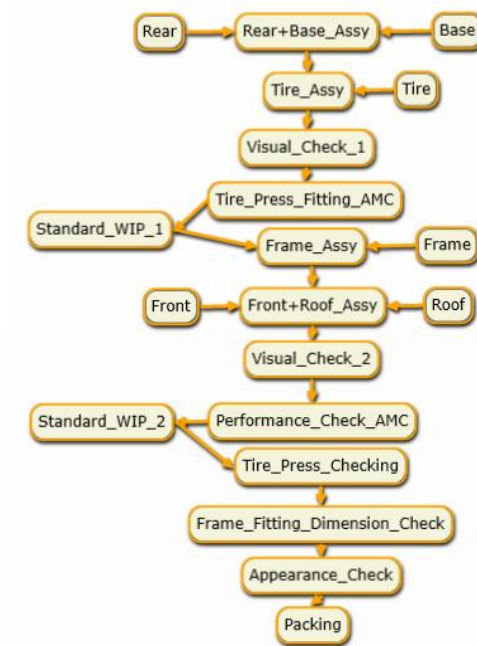 Rear
Rear+Base_Assy
Base
Tire_Assy
Tire
Visual_Check_1
Tire_Press_Fitting_AMC
Standard_WIP_1
Frame_Assy
Frame
Front
Front+Roof_Assy
Roof
Visual_Check_2
Standard_WIP_2
Performance_Check_AMC
Tire_Press_Checking
Frame_Fitting_Dimension_Check
Appearance_Check
Packing